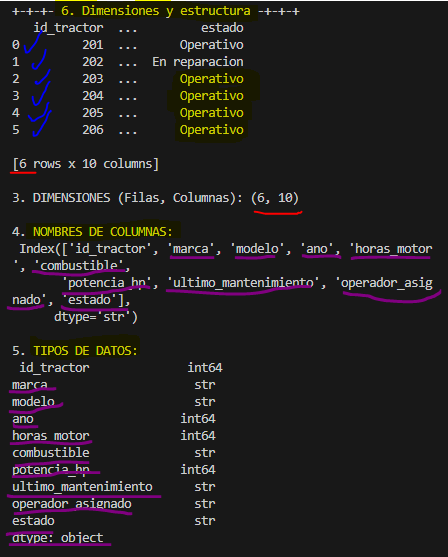 +-+-+- 6. Dimensiones y estructura -+-+-+
id_tractor ... estado
0 201 ... Operativo
1 202 ... En reparacion
2 203 ... Operativo
3 204 ... Operativo
4 205 ... Operativo
5 206 ... Operativo
[6 rows x 10 columns]
3. DIMENSIONES (Filas, Columnas): (6, 10)
4. NOMBRES DE COLUMNAS:
Index(['id_tractor', 'marca', 'modelo', 'ano', 'horas_motor
', 'combustible',
'potencia_hp', 'ultimo_mantenimiento', 'operador_asig
nado', 'estado'],
dtype='str')
5. TIPOS DE DATOS:
id_tractor int64
marca str
modelo str
ano int64
horas_motor int64
combustible str
potencia_hp int64
ultimo_mantenimiento str
operador_asignado str
estado str
dtype: object